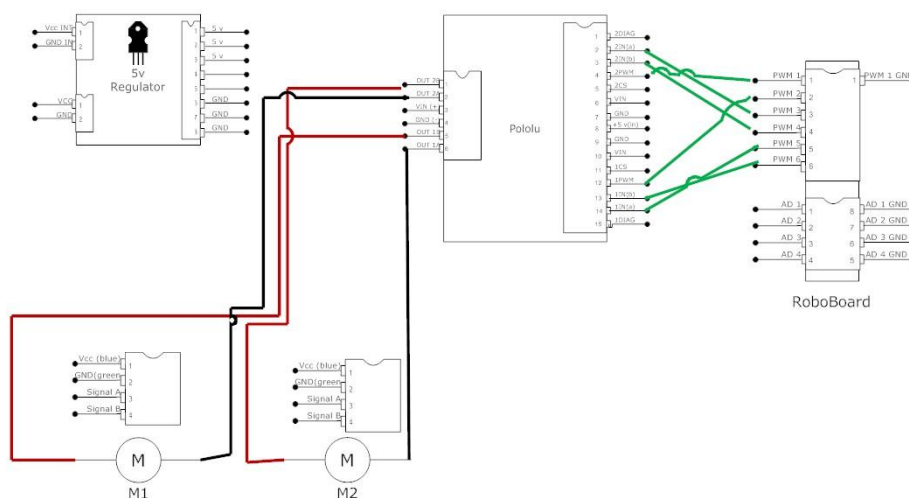 Vcc INT
GND IN
1
2
VCC
GND
1
2
5v
Regulator
1
2
3
4
5
6
7
8
5 v
5 v
5 v
GND
GND
GND
OUT 2B
OUT 2A
VIN (+)
GND (-)
OUT 1B
OUT 1A
1
2
3
4
5
6
Pololu
1 2DIAG
2 2IN(a)
3 2IN(b)
4 2PWM
5 2CS
6 VIN
7 GND
8 +5 v(in)
9 GND
10 VIN
11 1CS
12 1PWM
13 1IN(b)
14 1IN(a)
15 1DIAG
PWM 1
PWM 2
PWM 3
PWM 4
PWM 5
PWM 6
1
2
3
4
5
6
1
PWM 1 GND
AD 1 1 8 AD 1 GND
AD 2 2 7 AD 2 GND
AD 3 3 6 AD 3 GND
AD 4 4 5 AD 4 GND
RoboBoard
Vcc (blue) 1
GND(green 2
Signal A 3
Signal B 4
M
M1
Vcc (blue) 1
GND(green 2
Signal A 3
Signal B 4
M
M2